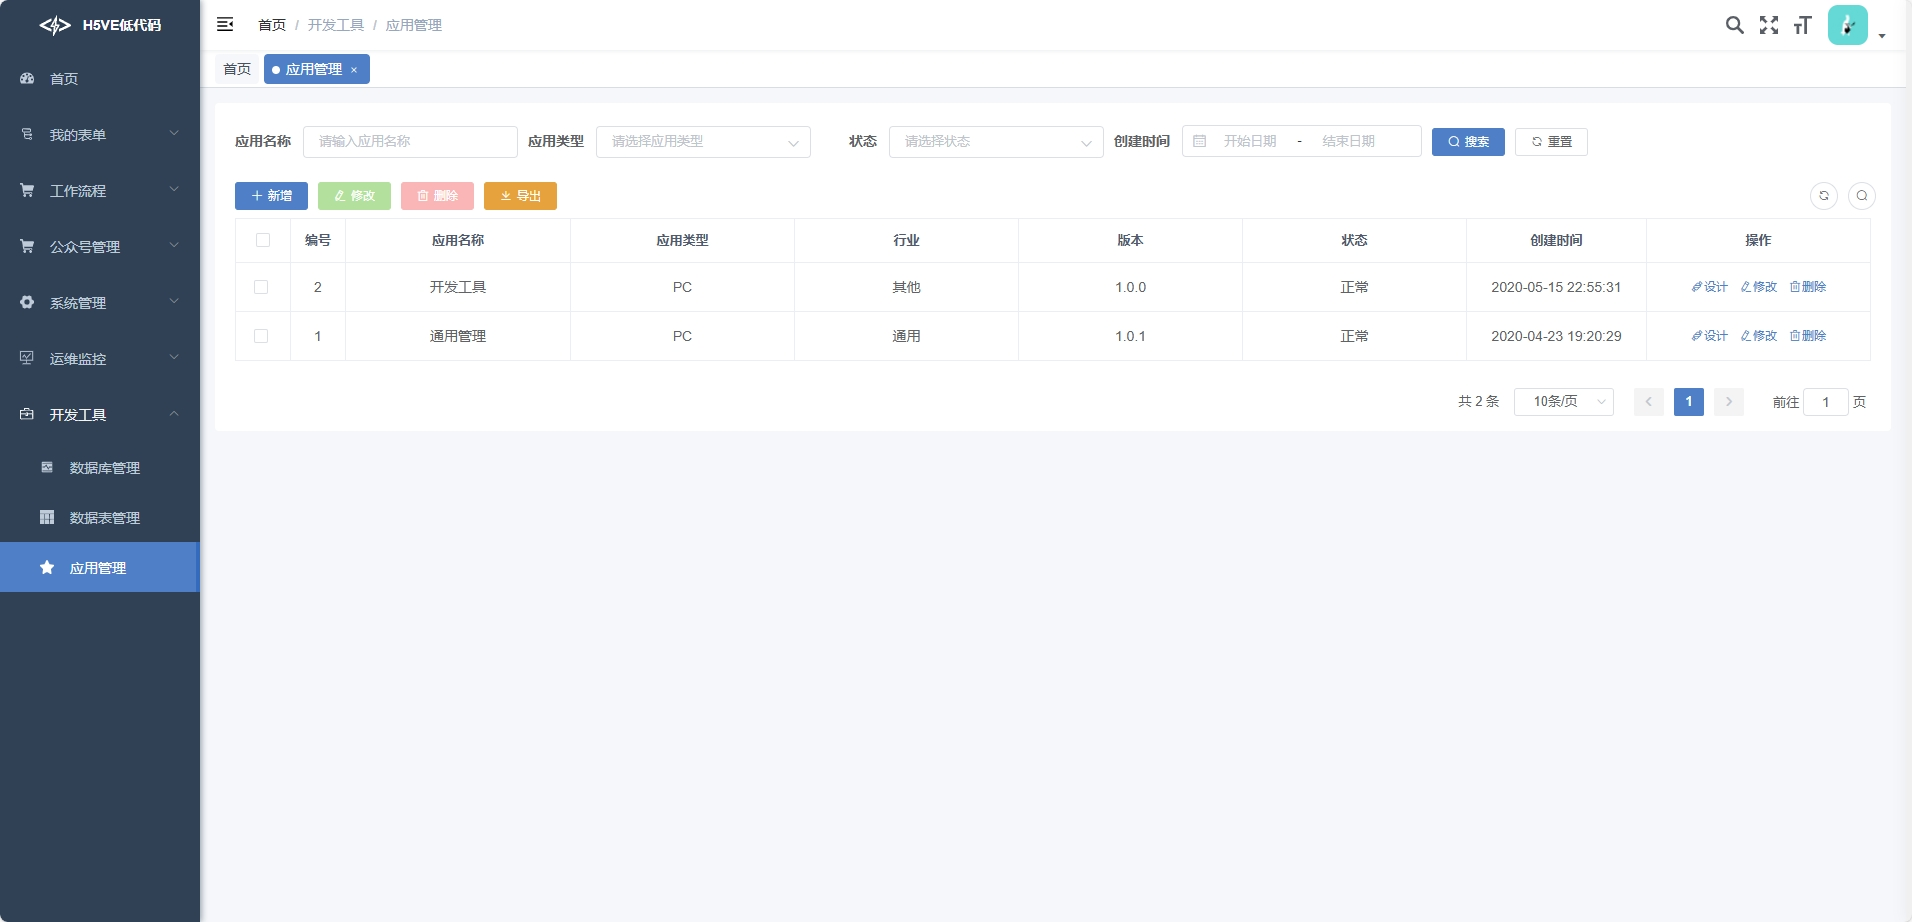 H5VE低代码
首页
我的表单
工作流程
公众号管理
系统管理
运维监控
开发工具
数据库管理
数据表管理
应用管理
首页 / 开发工具 / 应用管理
首页 应用管理 ×
应用名称 请输入应用名称 应用类型 请选择应用类型 状态 请选择状态 创建时间 开始日期 - 结束日期 搜索 重置
新增 修改 删除 导出
编号 应用名称 应用类型 行业 版本 状态 创建时间 操作
2 开发工具 PC 其他 1.0.0 正常 2020-05-15 22:55:31 设计 修改 删除
1 通用管理 PC 通用 1.0.1 正常 2020-04-23 19:20:29 设计 修改 删除
共 2 条 10条/页 1 前往 1 页